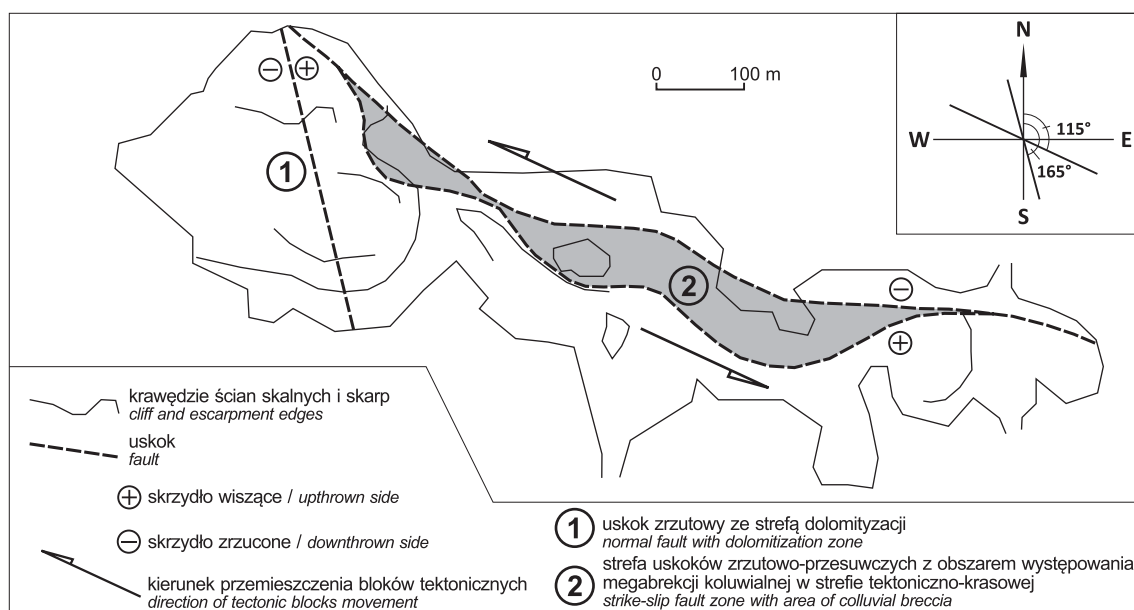 0 100 m
N
W
E
S
115°
165°
1
2
krawędzie ścian skalnych i skarp
cliff and escarpment edges
uskok
fault
skrzydło wiszące / upthrown side
skrzydło zrzucone / downthrown side
kierunek przemieszczenia bloków tektonicznych
direction of tectonic blocks movement
1 uskok zrzutowy ze strefą dolomityzacji
normal fault with dolomitization zone
2 strefa uskoków zrzutowo-przesuwczych z obszarem występowania
megabrekcji koluwialnej w strefie tektoniczno-krasowej
strike-slip fault zone with area of colluvial breccia